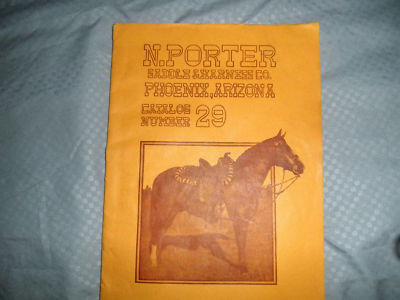 N. PORTER
SADDLE & HARNESS CO.
PHOENIX, ARIZONA
CATALOG
NUMBER 29